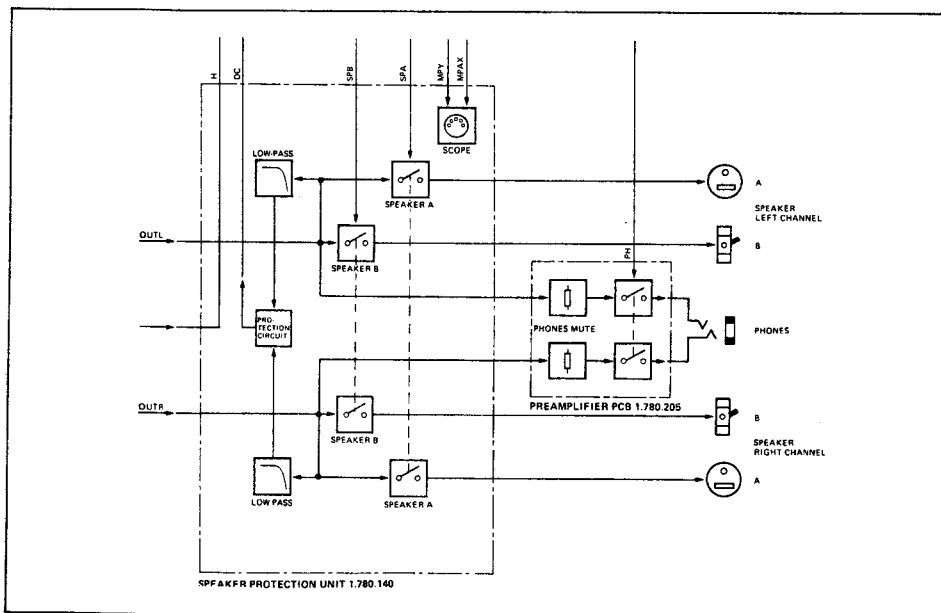 H
DC
SPB
SPA
MPY
MPAX
SCOPE
LOW-PASS
SPEAKER A
A
SPEAKER
LEFT CHANNEL
OUTL
SPEAKER B
B
PH
PRO-
TECTION
CIRCUIT
PHONES MUTE
PHONES
PREAMPLIFIER PCB 1.780.205
OUTR
SPEAKER B
B
SPEAKER
RIGHT CHANNEL
LOW PASS
SPEAKER A
A
SPEAKER PROTECTION UNIT 1.780.140